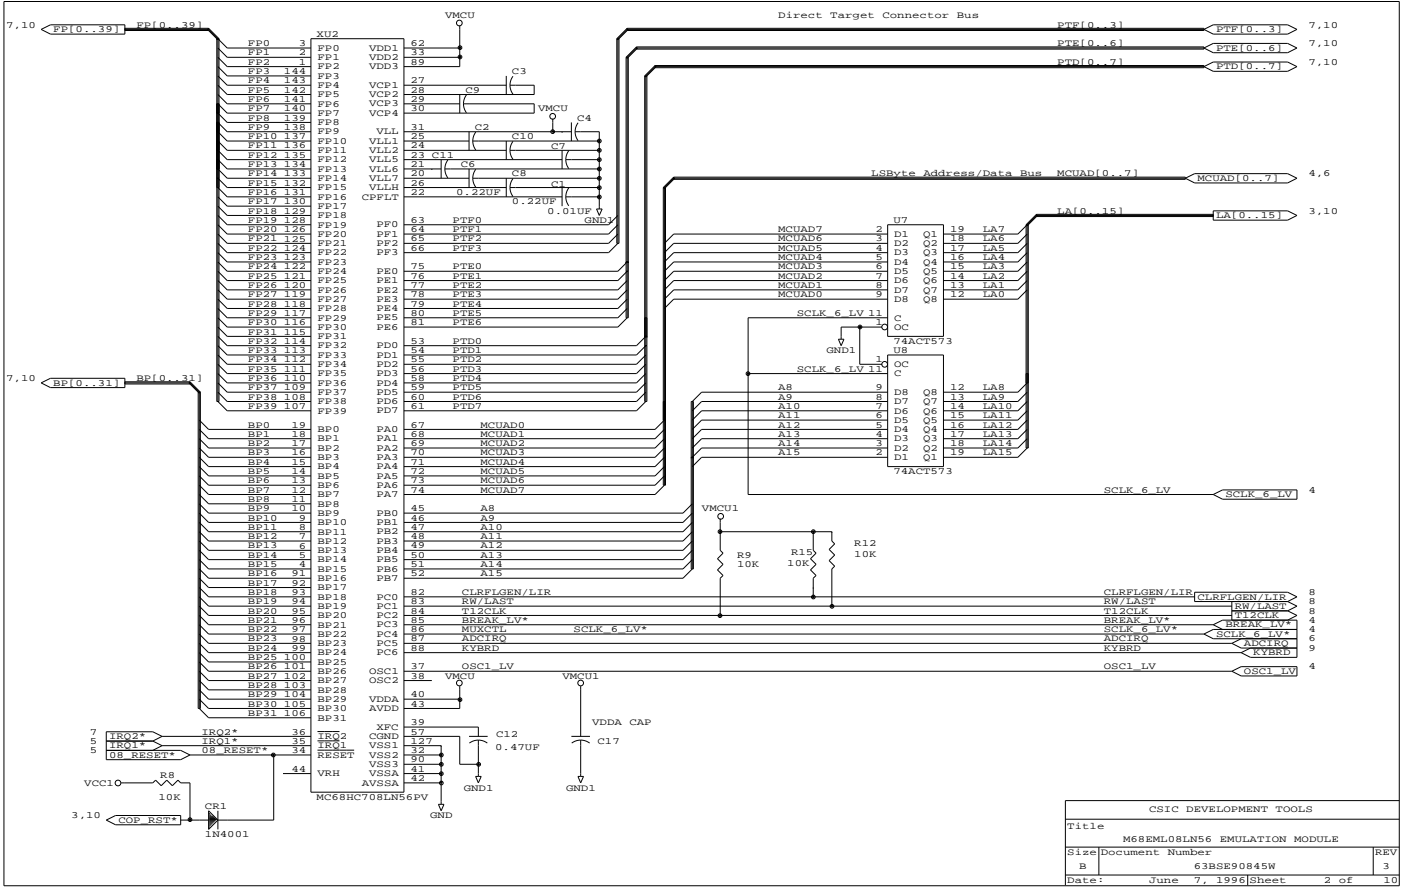 Direct Target Connector Bus
7,10 FP[0..39] FP[0..39]
VMCU
PTF[0..3] PTF[0..3] 7,10
PTE[0..6] PTE[0..6] 7,10
PTD[0..7] PTD[0..7] 7,10
XU2
FP0 3 FP0 VDD1 62
FP1 2 FP1 VDD2 33
FP2 1 FP2 VDD3 89
FP3 144 FP3
FP4 143 FP4 VCP1 27 C3
FP5 142 FP5 VCP2 28
FP6 141 FP6 VCP3 29 C9
FP7 140 FP7 VCP4 30
FP8 139 FP8 VMCU
FP9 138 FP9 VLL 31 C4
FP10 137 FP10 VLL1 25 C2
FP11 136 FP11 VLL2 24 C10
FP12 135 FP12 VLL5 23 C7
FP13 134 FP13 VLL6 21 C11
FP14 133 FP14 VLL7 20 C6
FP15 132 FP15 VLLH 26 C8
FP16 131 FP16 CPFLT 22 C1
0.22UF
0.22UF
0.01UF
GND1
FP17 130 FP17
FP18 129 FP18
FP19 128 FP19 PF0 63 PTF0
FP20 126 FP20 PF1 64 PTF1
FP21 125 FP21 PF2 65 PTF2
FP22 124 FP22 PF3 66 PTF3
FP23 123 FP23
FP24 122 FP24 PE0 75 PTE0
FP25 121 FP25 PE1 76 PTE1
FP26 120 FP26 PE2 77 PTE2
FP27 119 FP27 PE3 78 PTE3
FP28 118 FP28 PE4 79 PTE4
FP29 117 FP29 PE5 80 PTE5
FP30 116 FP30 PE6 81 PTE6
FP31 115 FP31
FP32 114 FP32 PD0 53 PTD0
FP33 113 FP33 PD1 54 PTD1
FP34 112 FP34 PD2 55 PTD2
FP35 111 FP35 PD3 56 PTD3
FP36 110 FP36 PD4 58 PTD4
FP37 109 FP37 PD5 59 PTD5
FP38 108 FP38 PD6 60 PTD6
FP39 107 FP39 PD7 61 PTD7
LSByte Address/Data Bus MCUAD[0..7] MCUAD[0..7] 4,6
LA[0..15] LA[0..15] 3,10
U7
MCUAD7 2 D1 Q1 19 LA7
MCUAD6 3 D2 Q2 18 LA6
MCUAD5 4 D3 Q3 17 LA5
MCUAD4 5 D4 Q4 16 LA4
MCUAD3 6 D5 Q5 15 LA3
MCUAD2 7 D6 Q6 14 LA2
MCUAD1 8 D7 Q7 13 LA1
MCUAD0 9 D8 Q8 12 LA0
SCLK_6_LV 11 C
1 OC
74ACT573
GND1
U8
1 OC
SCLK_6_LV 11 C
A8 9 D8 Q8 12 LA8
A9 8 D7 Q7 13 LA9
A10 7 D6 Q6 14 LA10
A11 6 D5 Q5 15 LA11
A12 5 D4 Q4 16 LA12
A13 4 D3 Q3 17 LA13
A14 3 D2 Q2 18 LA14
A15 2 D1 Q1 19 LA15
74ACT573
SCLK_6_LV SCLK_6_LV 4
7,10 BP[0..31] BP[0..31]
BP0 19 BP0 PA0 67 MCUAD0
BP1 18 BP1 PA1 68 MCUAD1
BP2 17 BP2 PA2 69 MCUAD2
BP3 16 BP3 PA3 70 MCUAD3
BP4 15 BP4 PA4 71 MCUAD4
BP5 14 BP5 PA5 72 MCUAD5
BP6 13 BP6 PA6 73 MCUAD6
BP7 12 BP7 PA7 74 MCUAD7
BP8 11 BP8
BP9 10 BP9 PB0 45 A8
BP10 9 BP10 PB1 46 A9
BP11 8 BP11 PB2 47 A10
BP12 7 BP12 PB3 48 A11
BP13 6 BP13 PB4 49 A12
BP14 5 BP14 PB5 50 A13
BP15 4 BP15 PB6 51 A14
BP16 91 BP16 PB7 52 A15
BP17 92 BP17
VMCU1
R9 10K
R15 10K
R12 10K
BP18 93 BP18 PC0 82 CLRFLGEN/LIR CLRFLGEN/LIR CLRFLGEN/LIR 8
BP19 94 BP19 PC1 83 RW/LAST RW/LAST RW/LAST 8
BP20 95 BP20 PC2 84 T12CLK T12CLK T12CLK 8
BP21 96 BP21 PC3 85 BREAK_LV* BREAK_LV* BREAK_LV* 4
BP22 97 BP22 PC4 86 MUXCTL SCLK_6_LV* SCLK_6_LV* SCLK_6_LV* 4
BP23 98 BP23 PC5 87 ADCIRQ ADCIRQ ADCIRQ 6
BP24 99 BP24 PC6 88 KYBRD KYBRD KYBRD 9
BP25 100 BP25
BP26 101 BP26 OSC1 37 OSC1_LV OSC1_LV OSC1_LV 4
BP27 102 BP27 OSC2 38
BP28 103 BP28 VMCU VMCU1
BP29 104 BP29 VDDA 40
BP30 105 BP30 AVDD 43
BP31 106 BP31
XFC 39
7 IRQ2* IRQ2* 36 IRQ2 CGND 57
5 IRQ1* IRQ1* 35 IRQ1 VSS1 127
5 08_RESET* 08_RESET* 34 RESET VSS2 32
VSS3 90
44 VRH VSSA 41
AVSSA 42
MC68HC708LN56PV
C12
0.47UF
VDDA CAP
C17
GND1
GND1
GND
VCC1 R8
10K
CR1
3,10 COP_RST*
1N4001
CSIC DEVELOPMENT TOOLS
Title
M68EML08LN56 EMULATION MODULE
Size Document Number REV
B 63BSE90845W 3
Date: June 7, 1996 Sheet 2 of 10